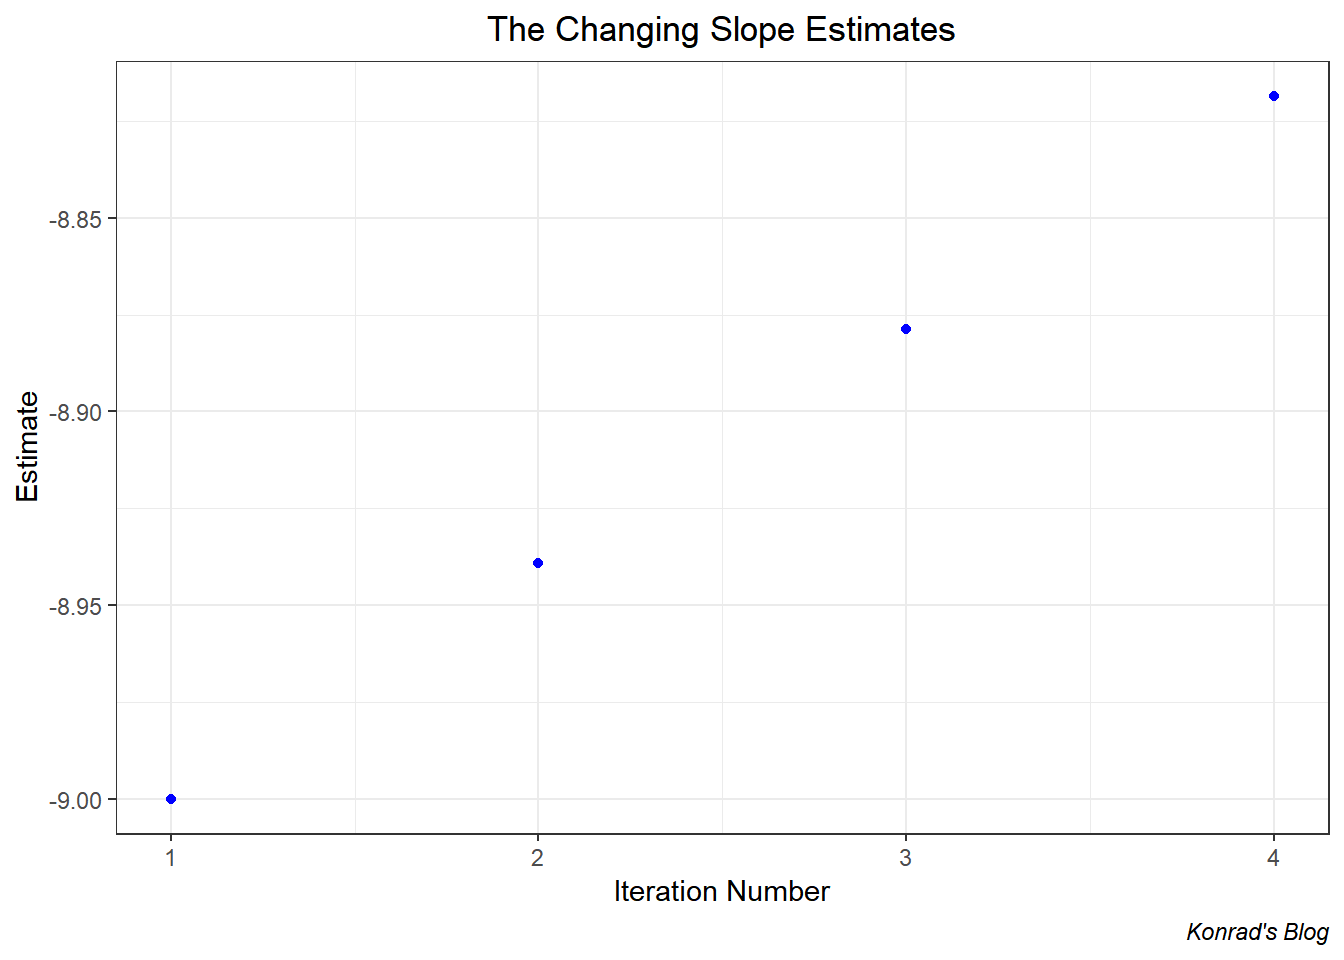 The Changing Slope Estimates
Estimate
-8.85
-8.90
-8.95
-9.00
1 2 3 4
Iteration Number
Konrad's Blog